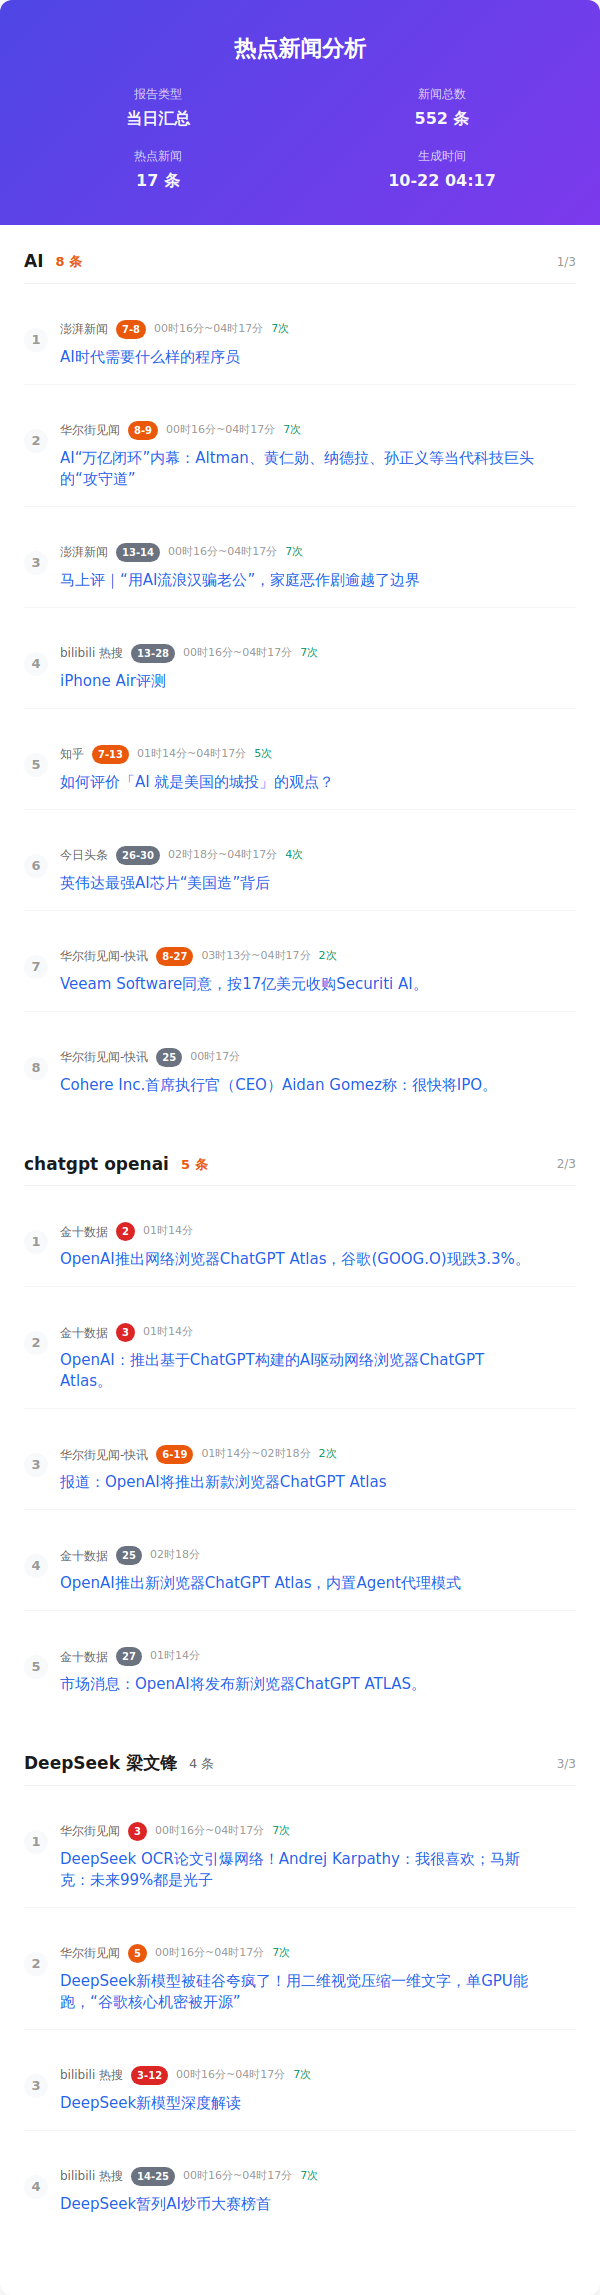 热点新闻分析
报告类型
新闻总数
当日汇总
552 条
热点新闻
生成时间
17 条
10-22 04:17
AI 8 条 1/3
1 澎湃新闻 7-8 00时16分~04时17分 7次
AI时代需要什么样的程序员
2 华尔街见闻 8-9 00时16分~04时17分 7次
AI“万亿闭环”内幕：Altman、黄仁勋、纳德拉、孙正义等当代科技巨头
的“攻守道”
3 澎湃新闻 13-14 00时16分~04时17分 7次
马上评｜“用AI流浪汉骗老公”，家庭恶作剧逾越了边界
4 bilibili 热搜 13-28 00时16分~04时17分 7次
iPhone Air评测
5 知乎 7-13 01时14分~04时17分 5次
如何评价「AI 就是美国的城投」的观点？
6 今日头条 26-30 02时18分~04时17分 4次
英伟达最强AI芯片“美国造”背后
7 华尔街见闻-快讯 8-27 03时13分~04时17分 2次
Veeam Software同意，按17亿美元收购Securiti AI。
8 华尔街见闻-快讯 25 00时17分
Cohere Inc.首席执行官（CEO）Aidan Gomez称：很快将IPO。
chatgpt openai 5 条 2/3
1 金十数据 2 01时14分
OpenAI推出网络浏览器ChatGPT Atlas，谷歌(GOOG.O)现跌3.3%。
2 金十数据 3 01时14分
OpenAI：推出基于ChatGPT构建的AI驱动网络浏览器ChatGPT
Atlas。
3 华尔街见闻-快讯 6-19 01时14分~02时18分 2次
报道：OpenAI将推出新款浏览器ChatGPT Atlas
4 金十数据 25 02时18分
OpenAI推出新浏览器ChatGPT Atlas，内置Agent代理模式
5 金十数据 27 01时14分
市场消息：OpenAI将发布新浏览器ChatGPT ATLAS。
DeepSeek 梁文锋 4 条 3/3
1 华尔街见闻 3 00时16分~04时17分 7次
DeepSeek OCR论文引爆网络！Andrej Karpathy：我很喜欢；马斯
克：未来99%都是光子
2 华尔街见闻 5 00时16分~04时17分 7次
DeepSeek新模型被硅谷夸疯了！用二维视觉压缩一维文字，单GPU能
跑，“谷歌核心机密被开源”
3 bilibili 热搜 3-12 00时16分~04时17分 7次
DeepSeek新模型深度解读
4 bilibili 热搜 14-25 00时16分~04时17分 7次
DeepSeek暂列AI炒币大赛榜首